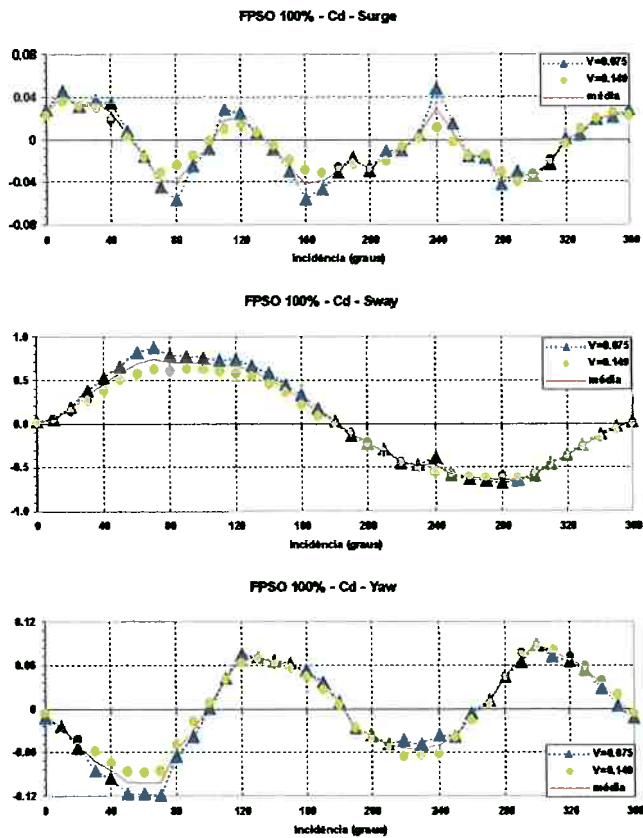 FPSO 100% - Cd - Surge
0.08
V=0.075
V=0.149
média
0.04
0
-0.04
-0.08
0 40 80 120 160 200 240 280 320 360
Incidência (graus)
FPSO 100% - Cd - Sway
1.0
V=0.075
V=0.149
média
0.5
0.0
-0.5
-1.0
0 40 80 120 160 200 240 280 320 360
Incidência (graus)
FPSO 100% - Cd - Yaw
0.12
0.06
0
-0.06
V=0.075
V=0.149
média
-0.12
0 40 80 120 160 200 240 280 320 360
Incidência (graus)